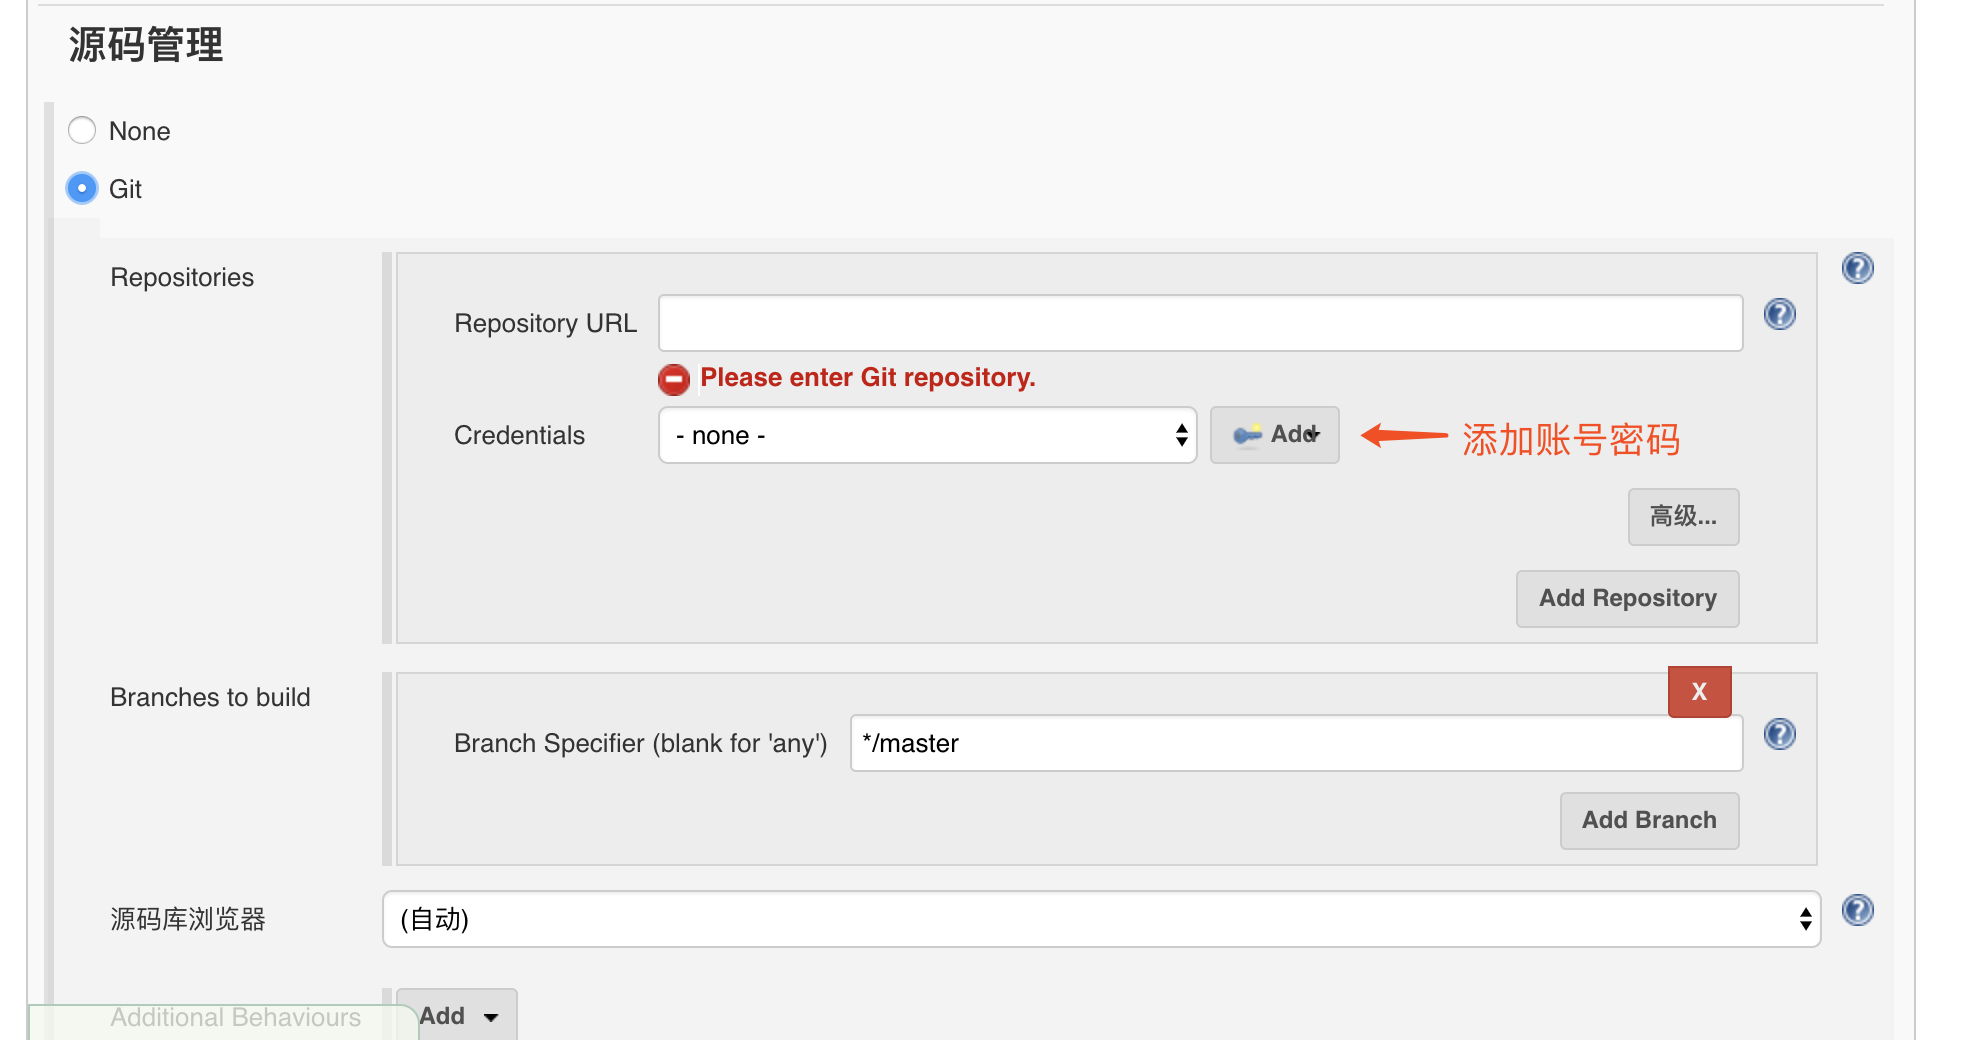 源码管理
None
Git
Repositories
Repository URL
Please enter Git repository.
Credentials
- none -
Add
添加账号密码
高级...
Add Repository
Branches to build
X
Branch Specifier (blank for 'any')
*/master
Add Branch
源码库浏览器
(自动)
Additional Behaviours
Add